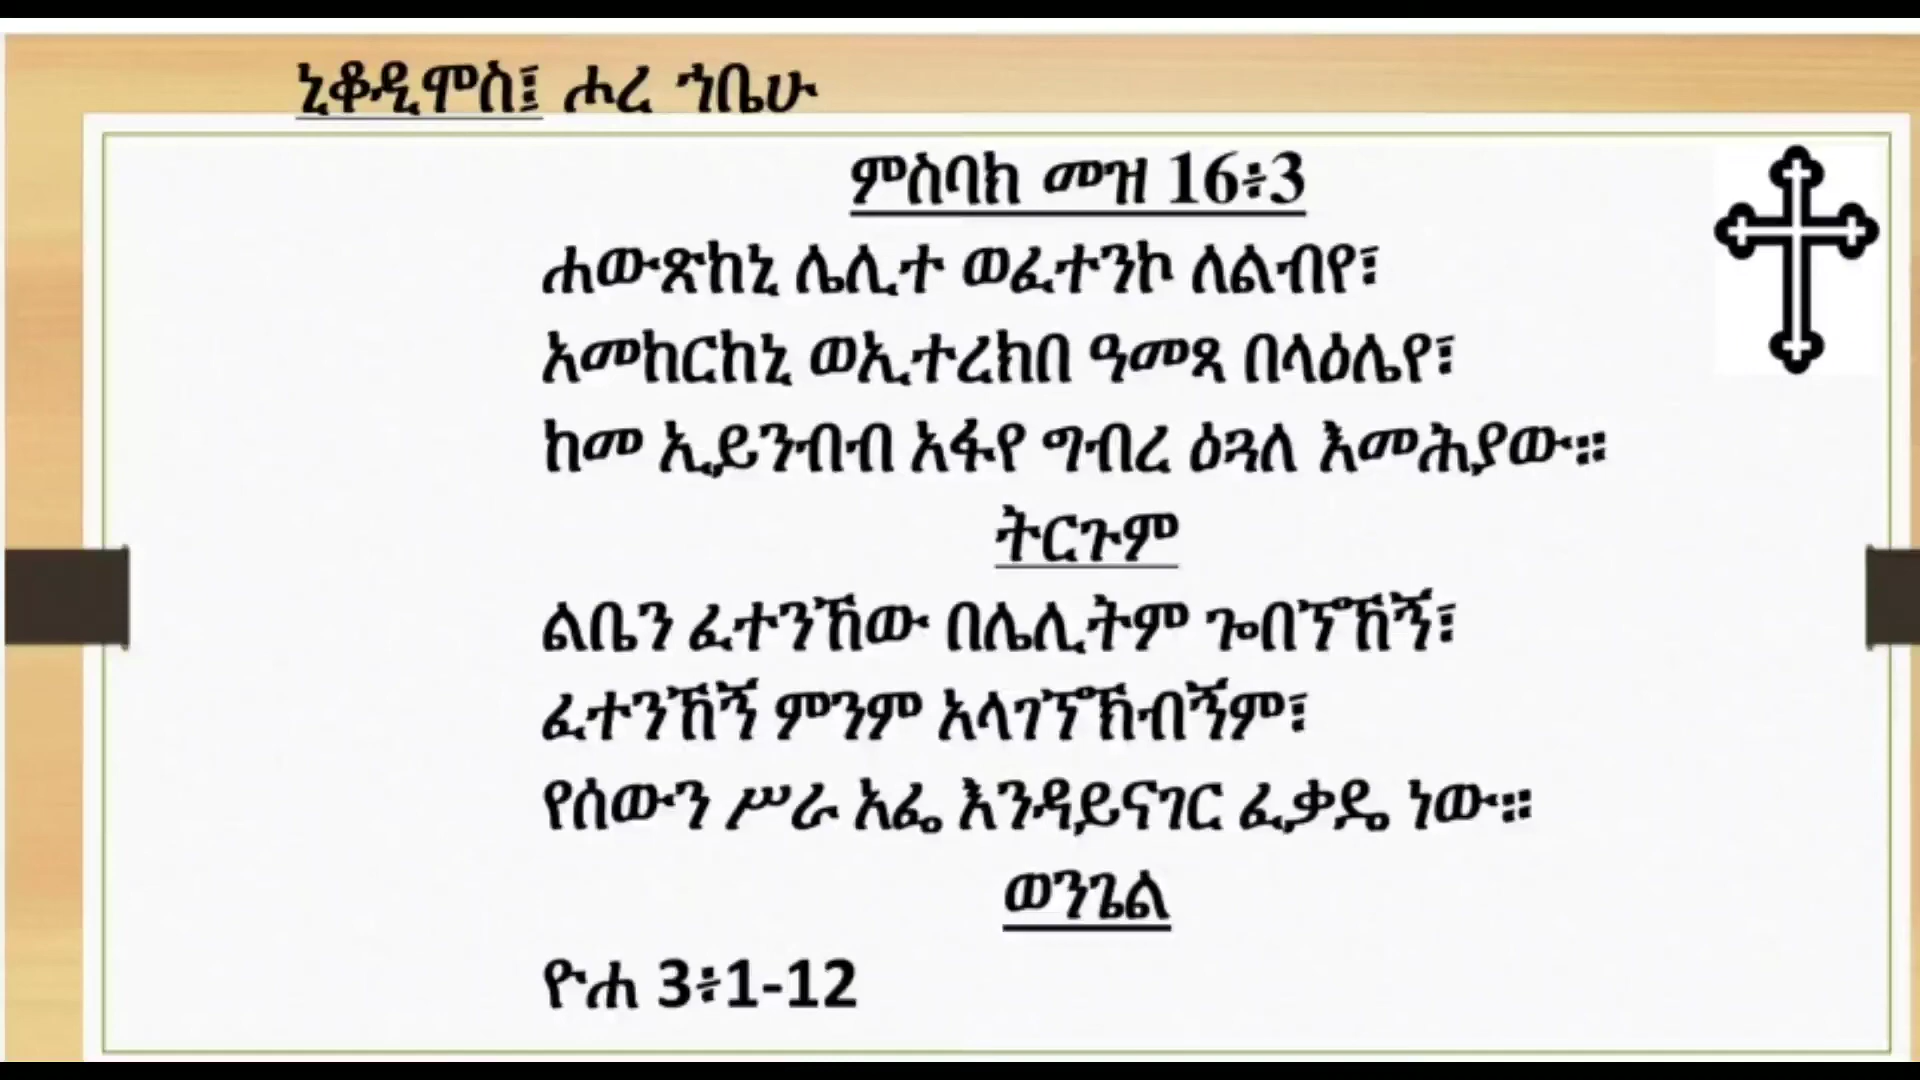 ኒቆዲሞስ፤ ሖረ ኀቤሁ
ምስባክ መዝ 16፥3
ሐውጽከኒ ሌሊተ ወፈተንኮ ለልብየ፣
አመከርከኒ ወኢተረክበ ዓመጻ በላዕሌየ፣
ከመ ኢይንብብ አፋየ ግብረ ዕጓለ እመሕያው።
ትርጉም
ልቤን ፈተንኸው በሌሊትም ጐበኘኸኝ፣
ፈተንኸኝ ምንም አላገኘኽብኝም፣
የሰውን ሥራ አፌ እንዳይናገር ፈቃዴ ነው።
ወንጌል
ዮሐ 3፥1-12